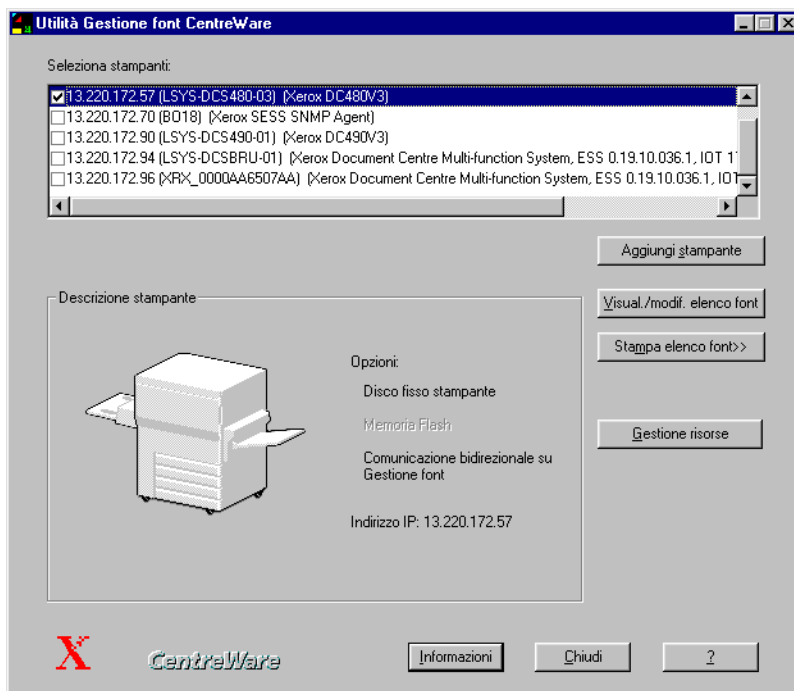 Utilità Gestione font CentreWare
Seleziona stampanti:
13.220.172.57 (LSYS-DCS480-03) (Xerox DC480V3)
13.220.172.70 (BO18) (Xerox SESS SNMP Agent)
13.220.172.90 (LSYS-DCS490-01) (Xerox DC490V3)
13.220.172.94 (LSYS-DCSBRU-01) (Xerox Document Centre Multi-function System, ESS 0.19.10.036.1, IOT 1
13.220.172.96 (XRX_0000AA6507AA) (Xerox Document Centre Multi-function System, ESS 0.19.10.036.1, IOT
Aggiungi stampante
Descrizione stampante
Visual./modif. elenco font
Stampa elenco font>>
Opzioni:
Disco fisso stampante
Memoria Flash
Gestione risorse
Comunicazione bidirezionale su
Gestione font
Indirizzo IP: 13.220.172.57
X
CentreWare
Informazioni
Chiudi
?